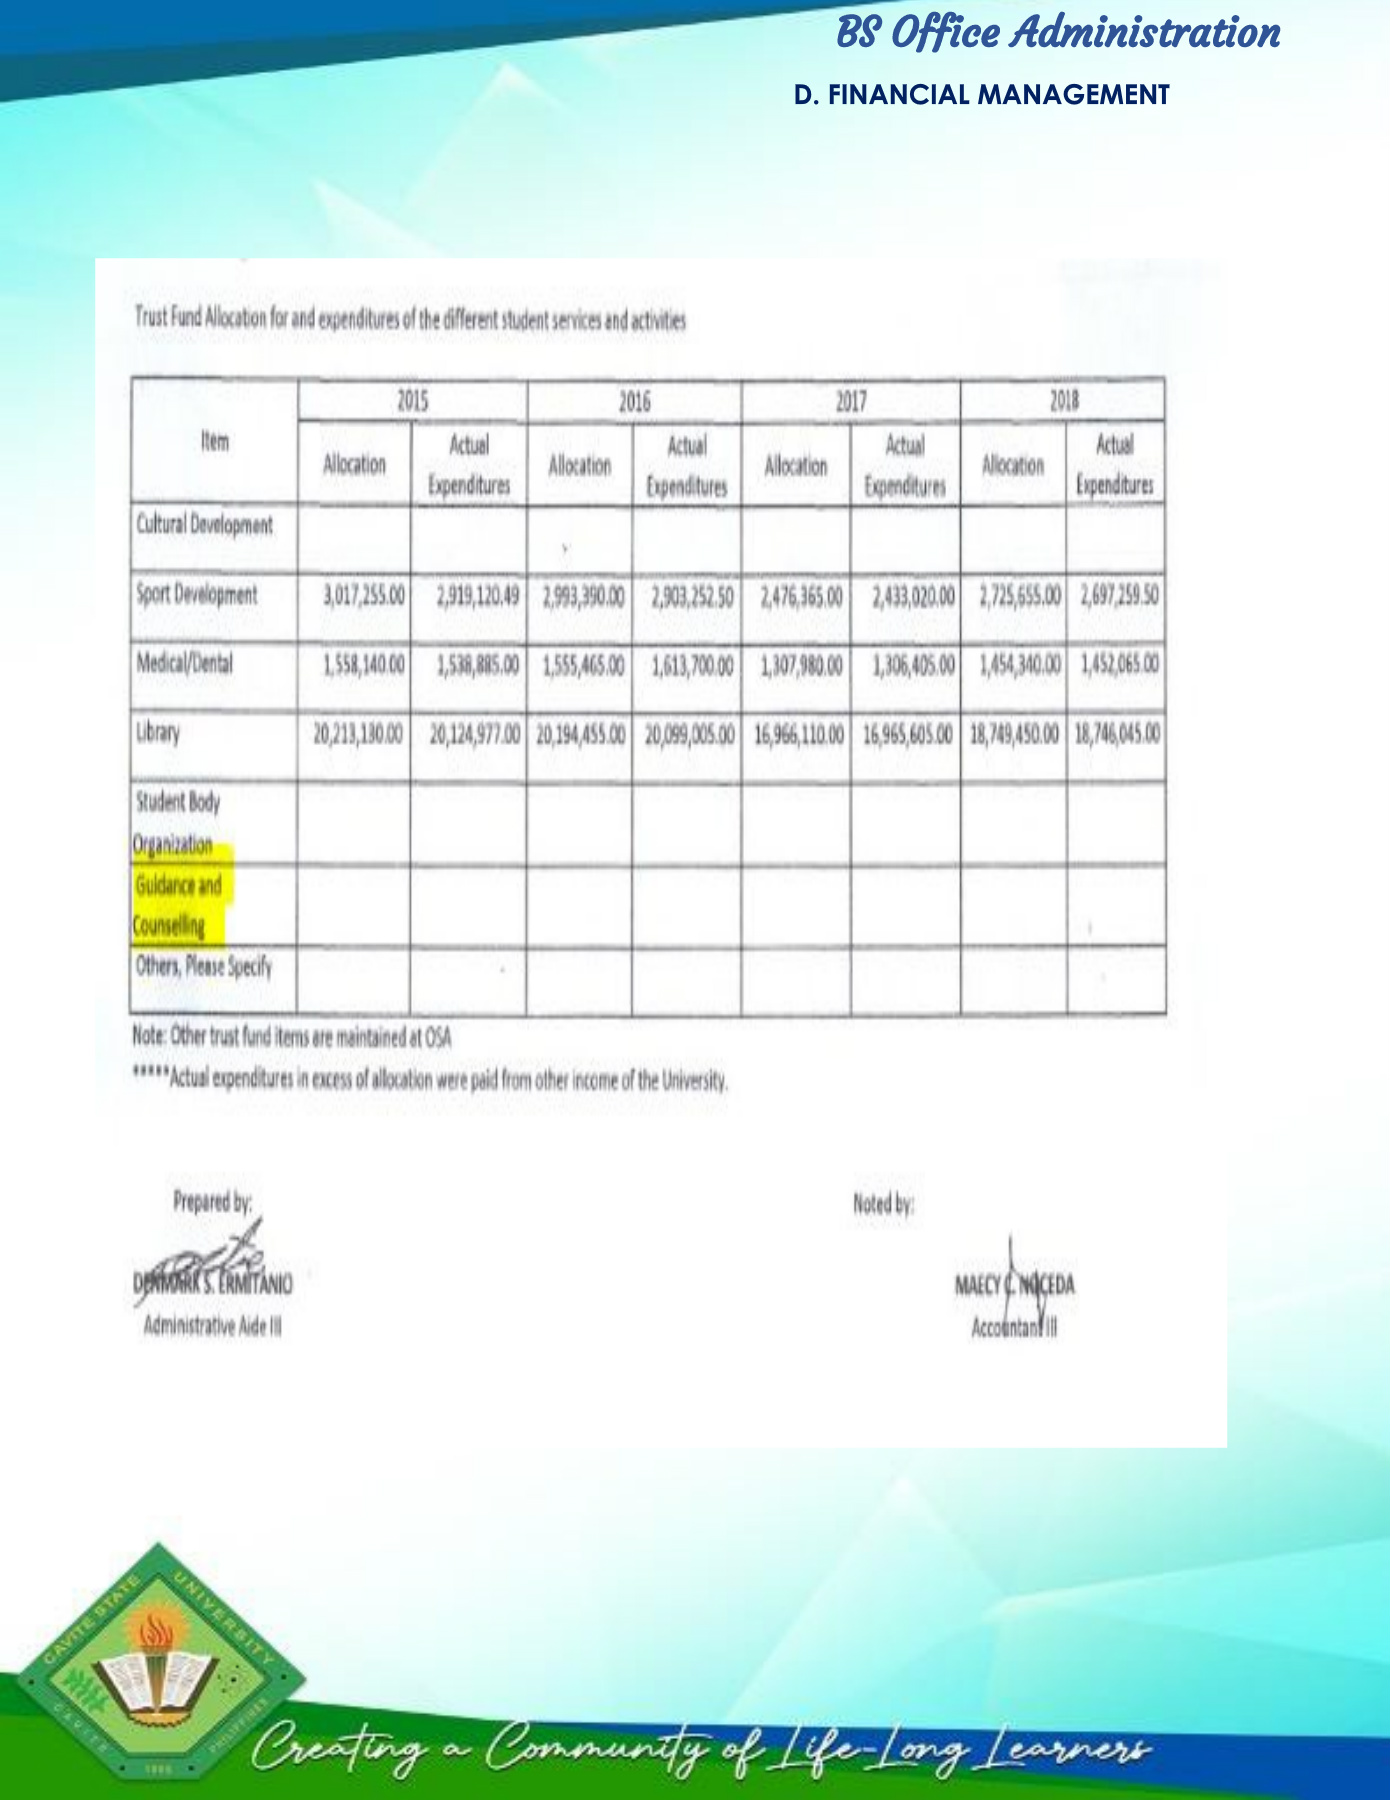 BS Office Administration
D. FINANCIAL MANAGEMENT
Trust Fund Allocation for and expenditures of the different student services and activities
Item 2015 2016 2017 2018
Allocation Actual Expenditures Allocation Actual Expenditures Allocation Actual Expenditures Allocation Actual Expenditures
Cultural Development
Sport Development 3,017,255.00 2,919,120.49 2,993,390.00 2,903,252.50 2,476,365.00 2,433,020.00 2,725,655.00 2,697,259.50
Medical/Dental 1,558,140.00 1,538,885.00 1,555,465.00 1,613,700.00 1,307,980.00 1,306,405.00 1,454,340.00 1,452,065.00
Library 20,213,130.00 20,124,977.00 20,194,455.00 20,099,005.00 16,966,110.00 16,965,605.00 18,749,450.00 18,746,045.00
Student Body
Organization
Guidance and
Counselling
Others, Please Specify
Note: Other trust fund items are maintained at OSA
*****Actual expenditures in excess of allocation were paid from other income of the University.
Prepared by: Noted by:
DENMARK S. ERMITANIO MAECY C. NOCEDA
Administrative Aide III Accountant III
CAVITE STATE UNIVERSITY
CAVITE PHILIPPINES
1906
Creating a Community of Life-Long Learners